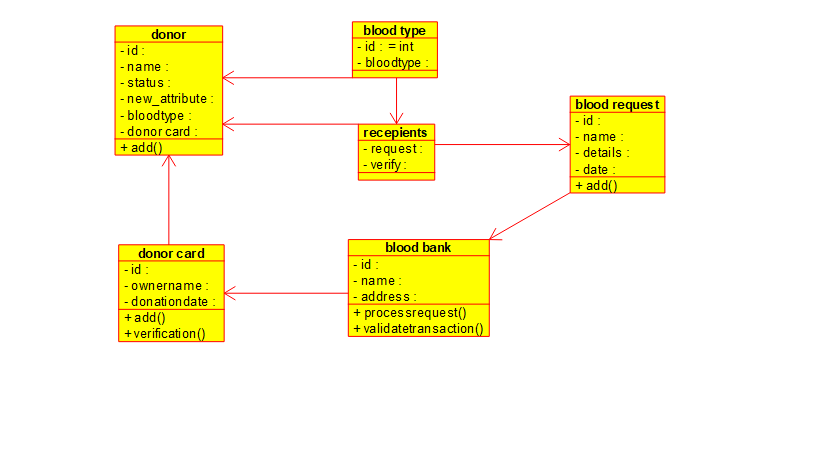 donor
- id :
- name :
- status :
- new_attribute :
- bloodtype :
- donor card :
+ add()
blood type
- id : = int
- bloodtype :
recepients
- request :
- verify :
blood request
- id :
- name :
- details :
- date :
+ add()
donor card
- id :
- ownername :
- donationdate :
+ add()
+ verification()
blood bank
- id :
- name :
- address :
+ processrequest()
+ validatetransaction()